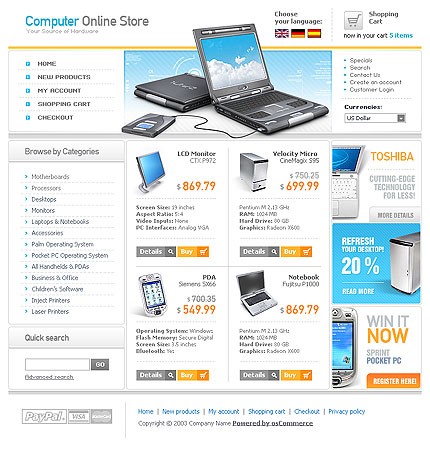 Computer Online Store
Your Source of Hardware
Choose
your language:
Shopping
Cart
now in your cart 5 items
HOME
NEW PRODUCTS
MY ACCOUNT
SHOPPING CART
CHECKOUT
Specials
Search
Contact Us
Create an account
Customer Login
Currencies:
US Dollar
Browse by Categories
Motherboards
Processors
Desktops
Monitors
Laptops & Notebooks
Accessories
Palm Operating System
Pocket PC Operating System
All Handhelds & PDAs
Business & Office
Children's Software
Inject Printers
Laser Printers
Quick search
GO
Advanced search
LCD Monitor
CTX P972
$869.79
Screen Size: 19 inches
Aspect Ratio: 5:4
Video Inputs: None
PC Interfaces: Analog VGA
Details
Buy
Velocity Micro
CineMagix S95
$750.25
$699.99
Pentium M 2.13 GHz
RAM: 1024 MB
Hard Drive: 80 GB
Graphics: Radeon X600
Details
Buy
PDA
Siemens SX66
$700.35
$549.99
Operating System: Windows
Flash Memory: Secure Digital
Screen Size: 3.5 inches
Bluetooth: Yes
Details
Buy
Notebook
Fujitsu P1000
$869.79
Pentium M 2.13 GHz
RAM: 1024 MB
Hard Drive: 80 GB
Graphics: Radeon X600
Details
Buy
TOSHIBA
CUTTING-EDGE
TECHNOLOGY
FOR LESS!
MORE DETAILS
REFRESH
YOUR DESKTOP!
20 %
READ MORE
WIN IT
NOW
SPRINT
POCKET PC
REGISTER HERE!
PayPal
VISA
Home | New products | My account | Shopping cart | Checkout | Privacy policy
Copyright © 2003 Company Name Powered by osCommerce